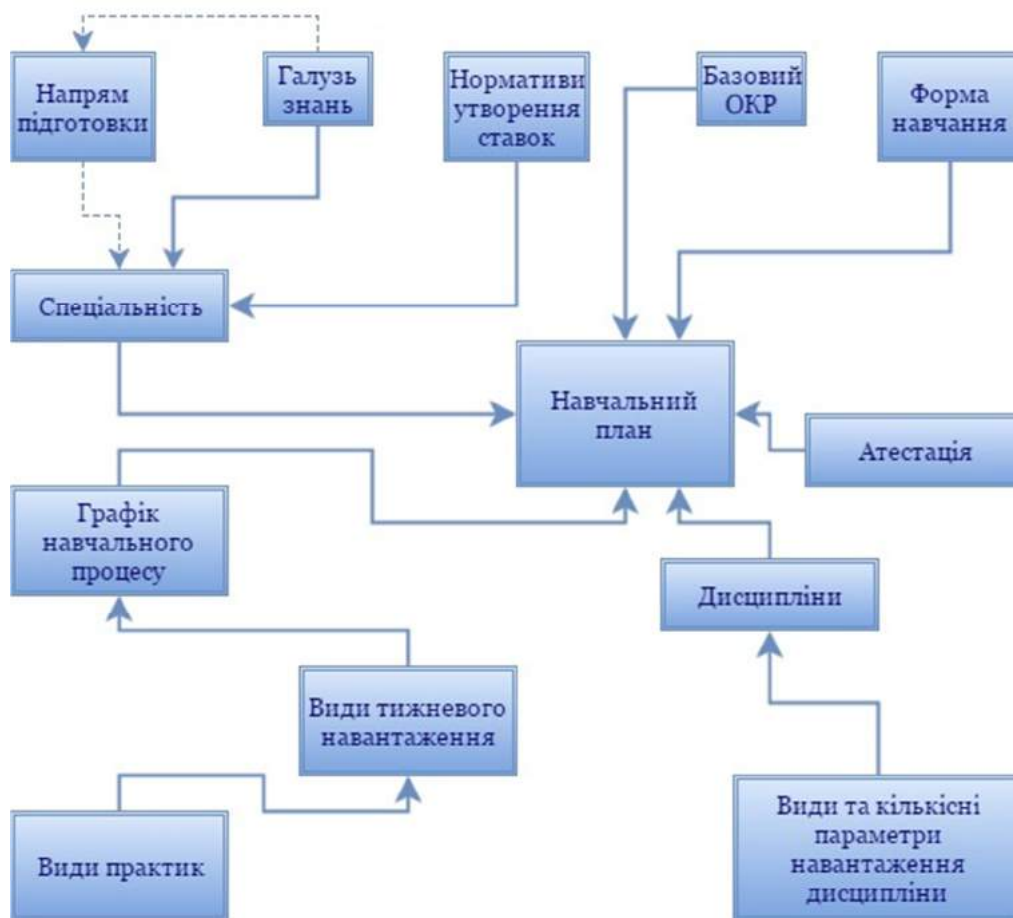 Напрям
підготовки
Галузь
знань
Нормативи
утворення
ставок
Базовий
ОКР
Форма
навчання
Спеціальність
Навчальний
план
Атестація
Графік
навчального
процесу
Дисципліни
Види тижневого
навантаження
Види практик
Види та кількісні
параметри
навантаження
дисципліни